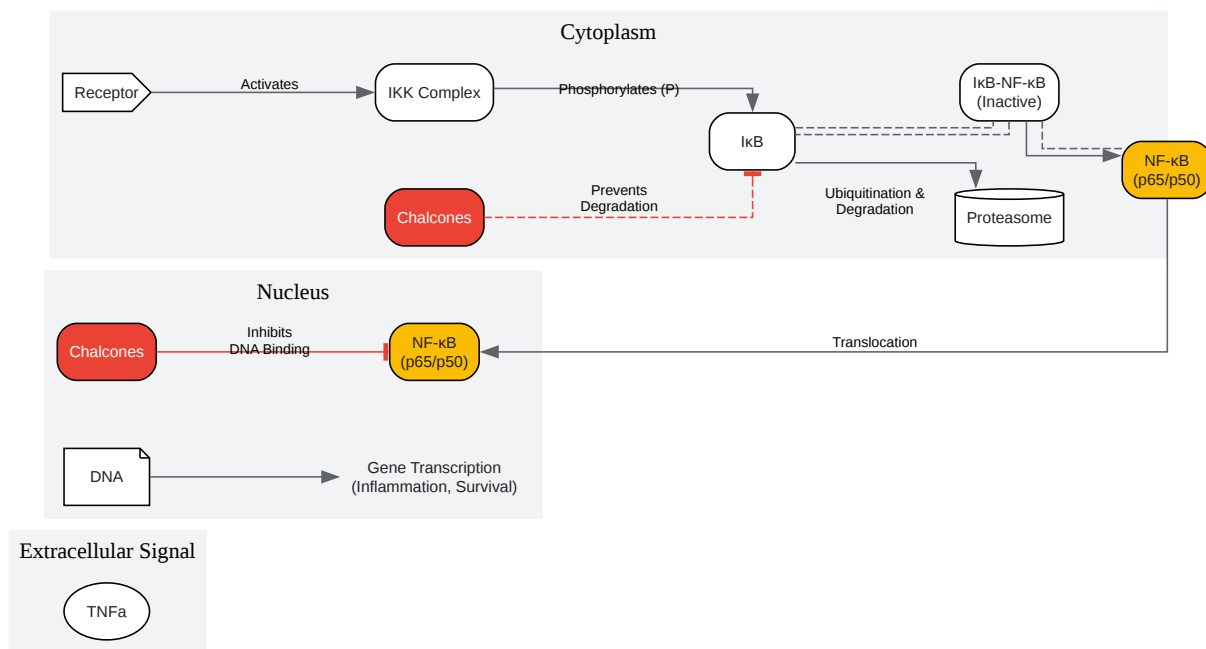 Cytoplasm
Receptor
Activates
IKK Complex
Phosphorylates (P)
IκB-NF-κB
(Inactive)
IκB
NF-κB
(p65/p50)
Chalcones
Prevents
Degradation
Ubiquitination &
Degradation
Proteasome
Nucleus
Chalcones
Inhibits
DNA Binding
NF-κB
(p65/p50)
Translocation
DNA
Gene Transcription
(Inflammation, Survival)
Extracellular Signal
TNFa